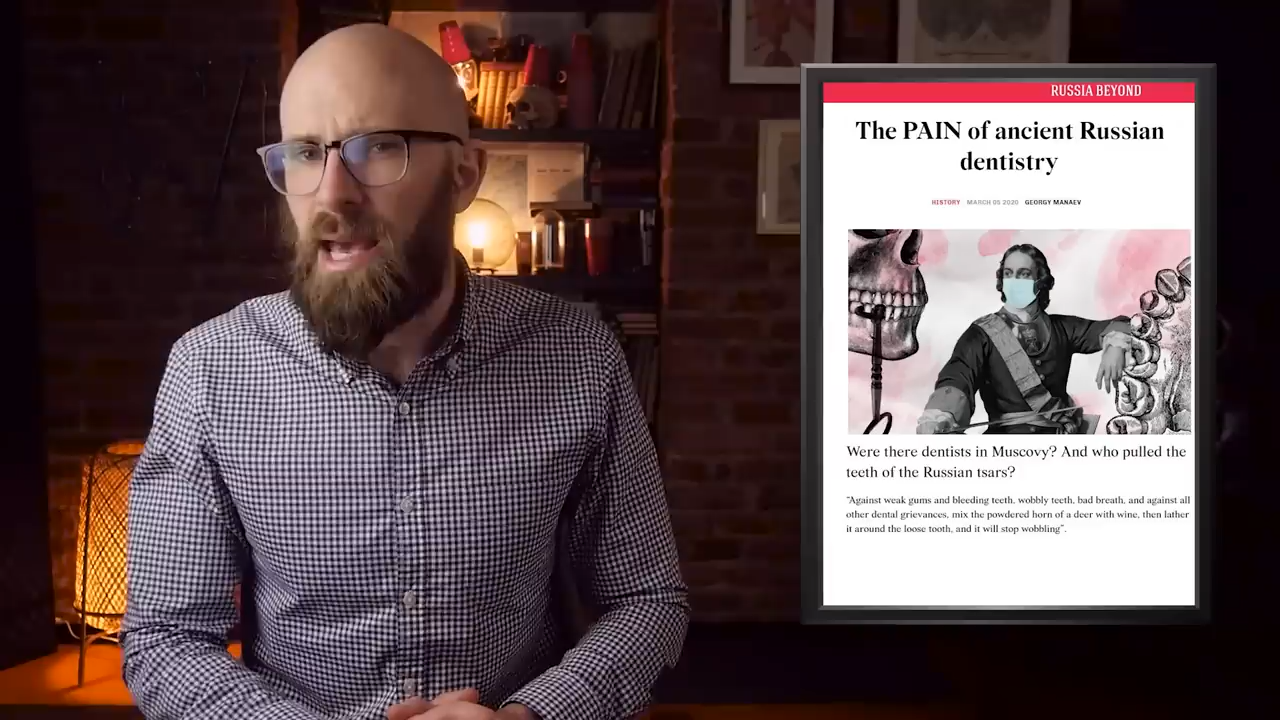 RUSSIA BEYOND
The PAIN of ancient Russian
dentistry
HISTORY MARCH 05 2020 GEORGY MANAEV
Were there dentists in Muscovy? And who pulled the
teeth of the Russian tsars?
“Against weak gums and bleeding teeth, wobbly teeth, bad breath, and against all
other dental grievances, mix the powdered horn of a deer with wine, then lather
it around the loose tooth, and it will stop wobbling”.